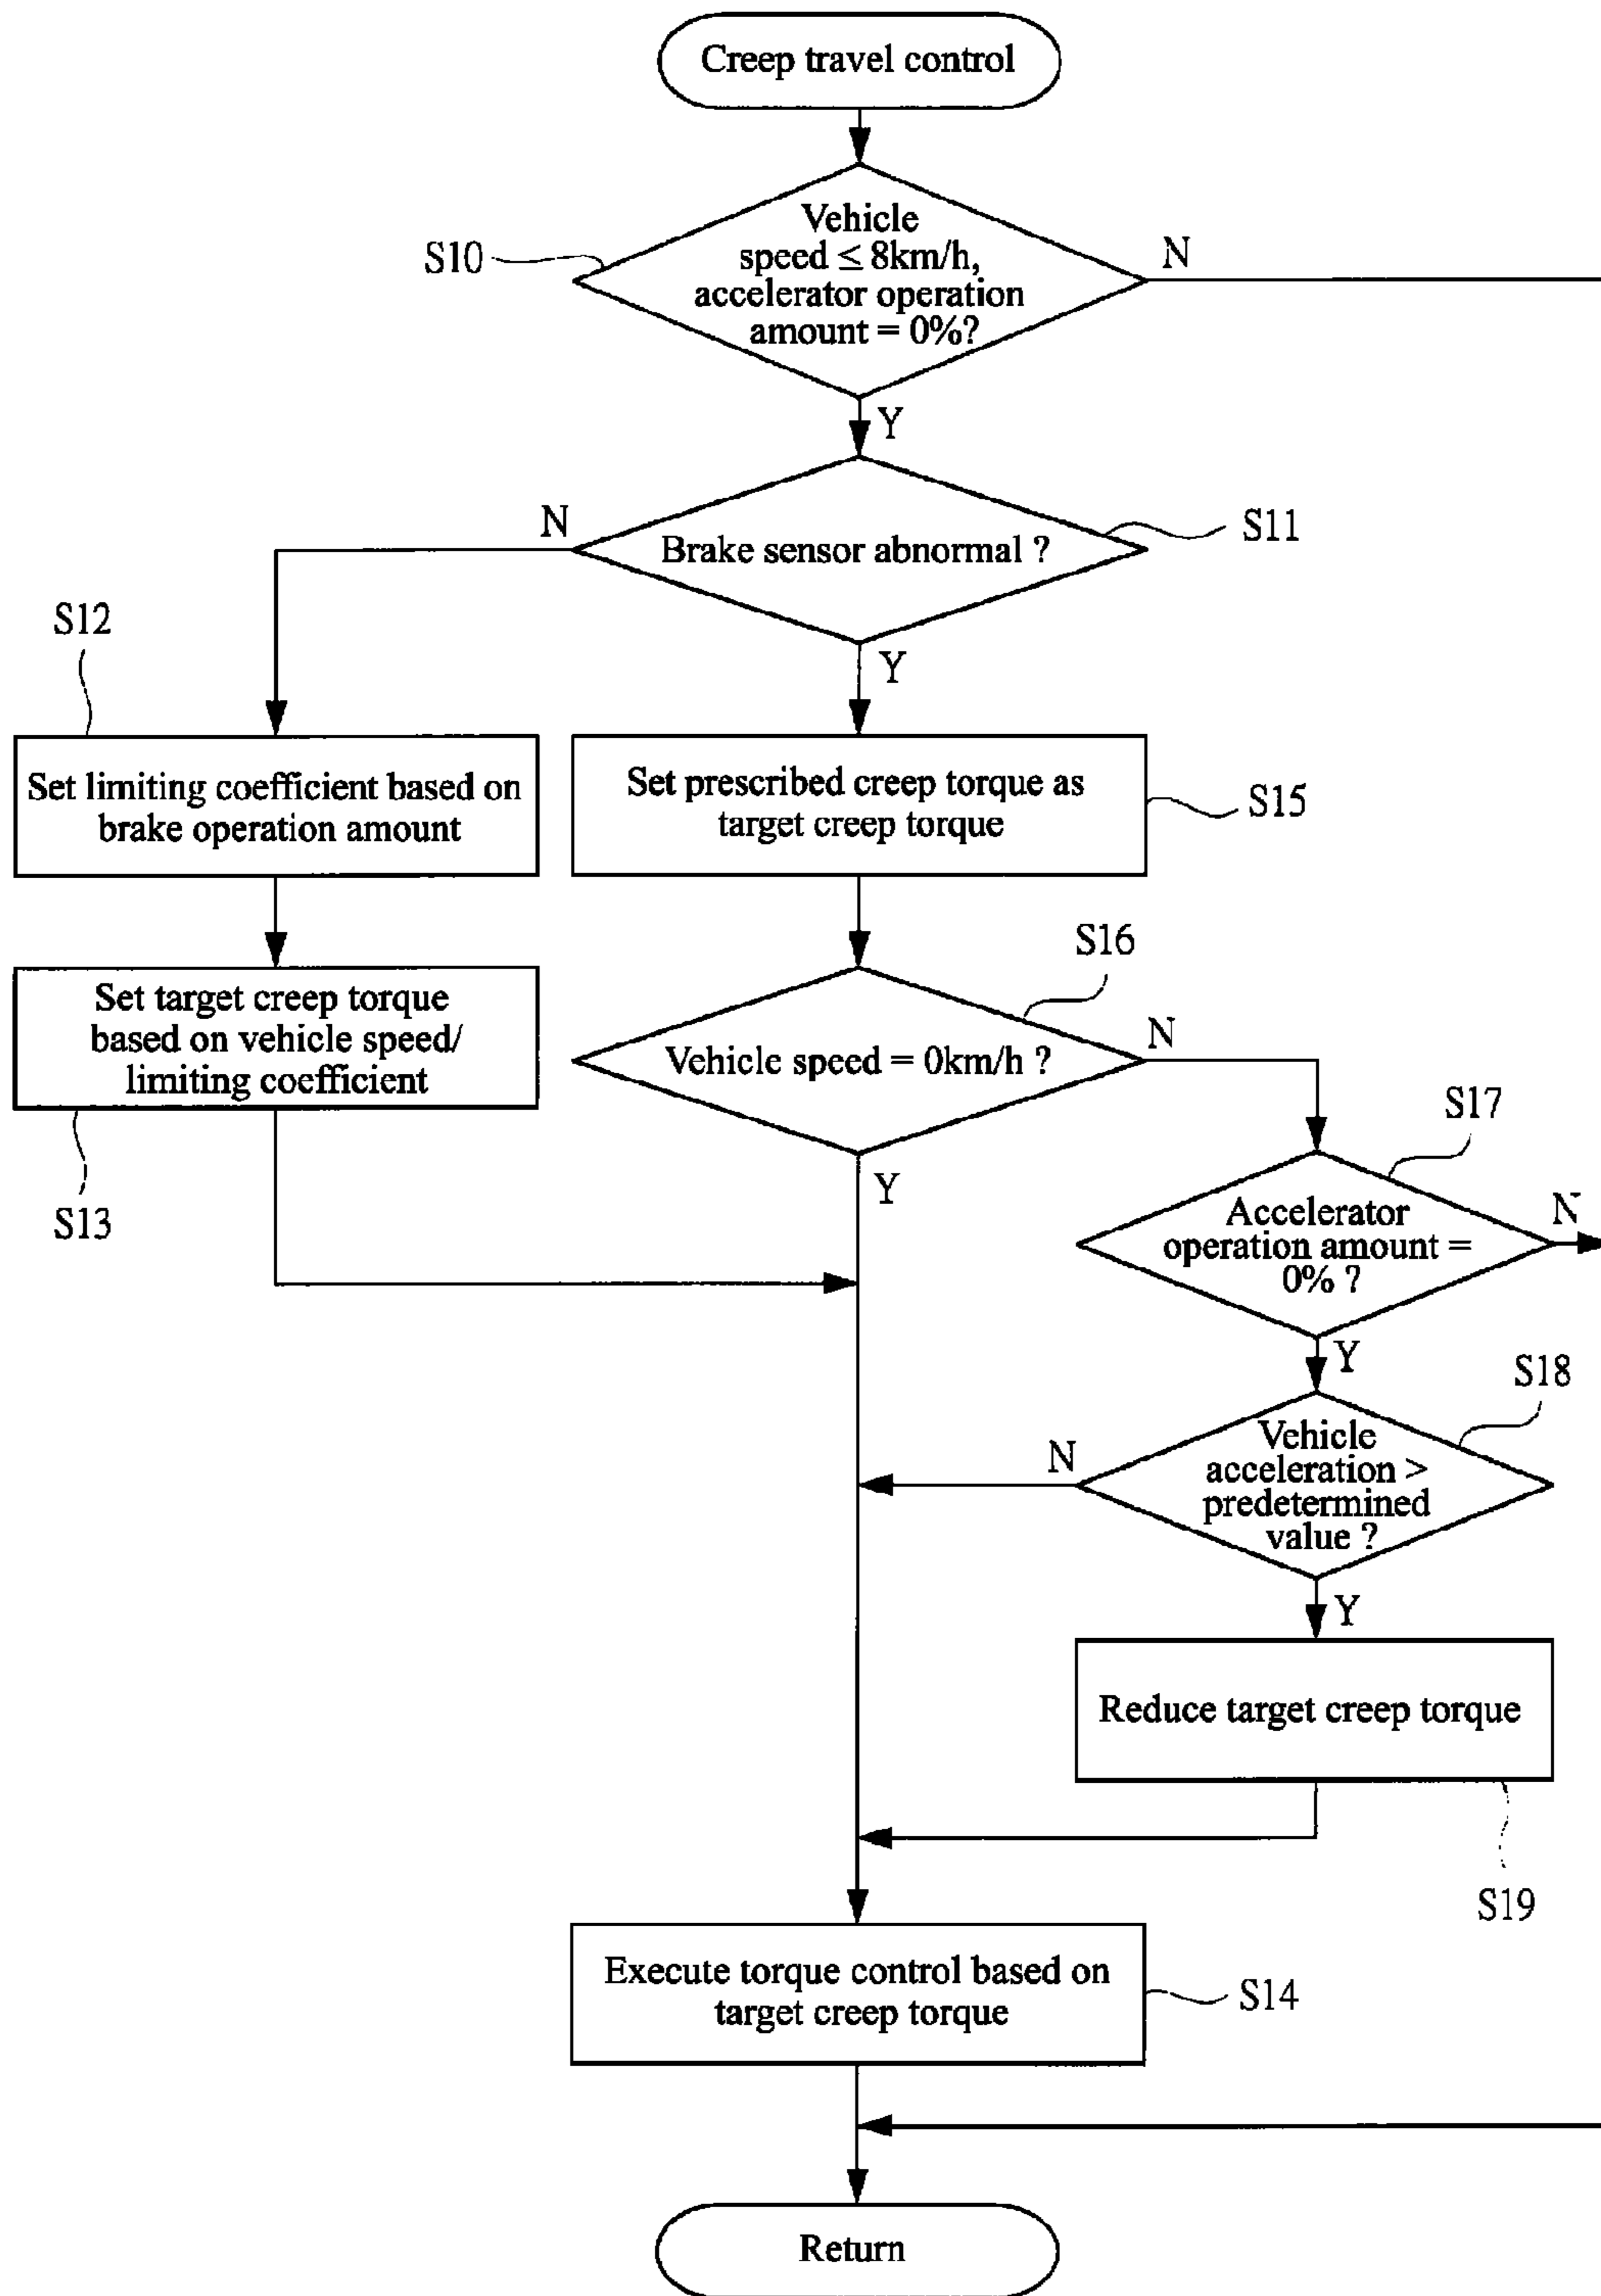 Creep travel control
Vehicle
speed ≤ 8km/h,
accelerator operation
amount = 0%?
S10
N
Y
Brake sensor abnormal ?
S11
N
Y
S12
Set limiting coefficient based on
brake operation amount
Set prescribed creep torque as
target creep torque
S15
Set target creep torque
based on vehicle speed/
limiting coefficient
S13
S16
Vehicle speed = 0km/h ?
N
Y
S17
Accelerator
operation amount =
0% ?
N
Y
S18
Vehicle
acceleration >
predetermined
value ?
N
Y
Reduce target creep torque
S19
Execute torque control based on
target creep torque
S14
Return